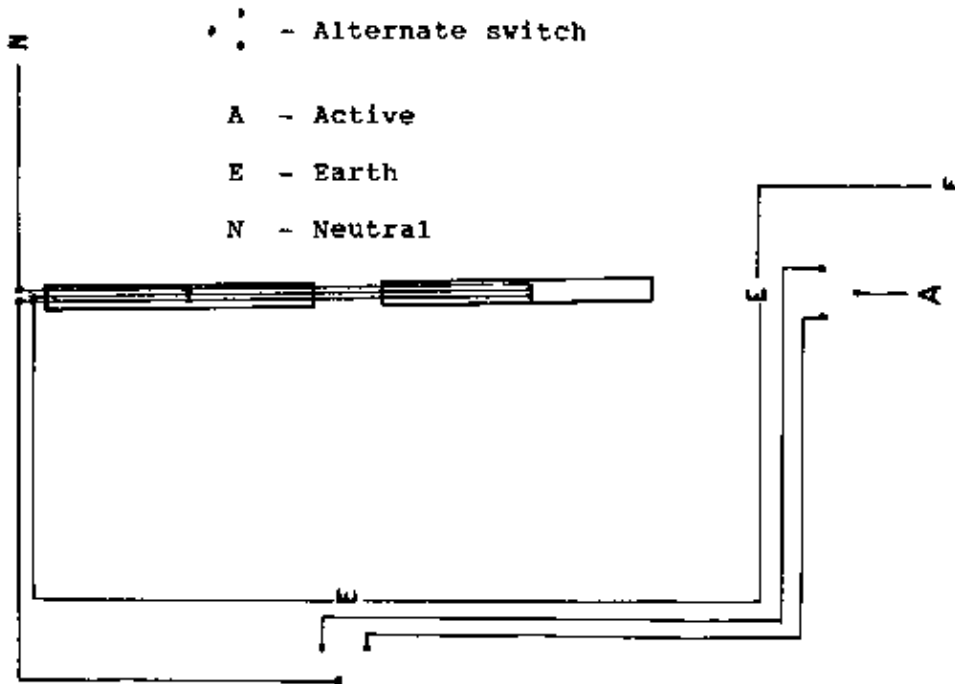 - Alternate switch
A - Active
E - Earth
N - Neutral
N
E
E
A
E